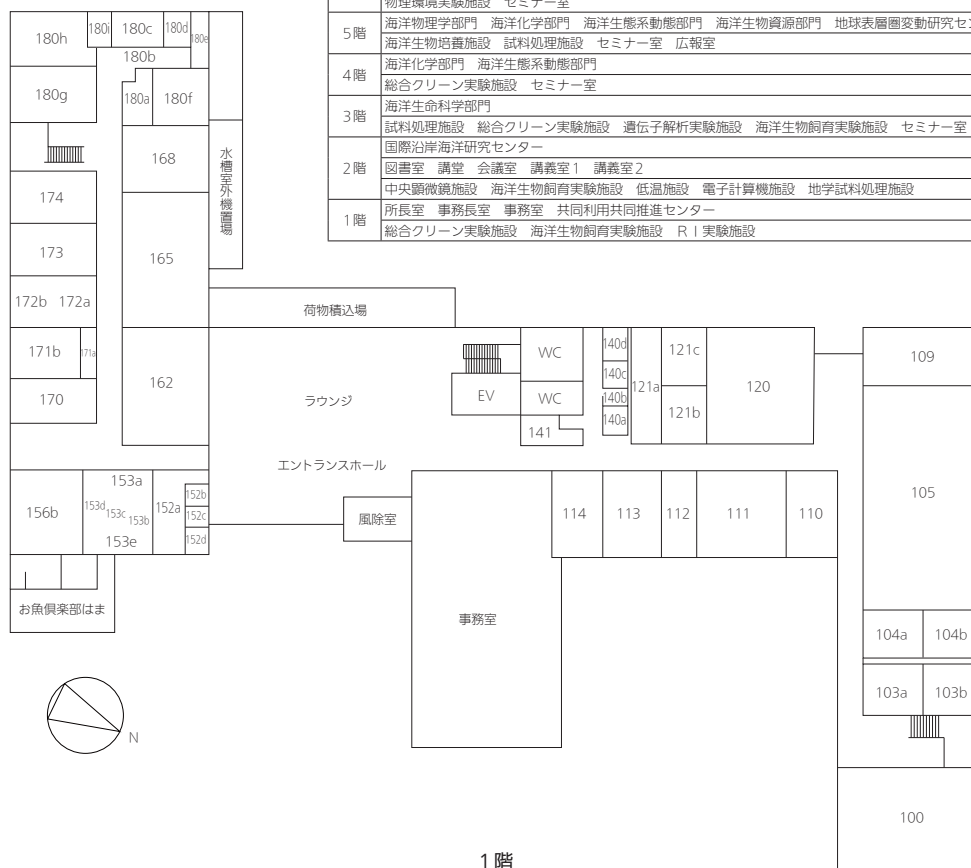 物理環境実験施設 セミナー室
5階
海洋物理学部門 海洋化学部門 海洋生態系動態部門 海洋生物資源部門 地球表層圏変動研究セ
海洋生物培養施設 試料処理施設 セミナー室 広報室
4階
海洋化学部門 海洋生態系動態部門
総合クリーン実験施設 セミナー室
3階
海洋生命科学部門
試料処理施設 総合クリーン実験施設 遺伝子解析実験施設 海洋生物飼育実験施設 セミナー室
2階
国際沿岸海洋研究センター
図書室 講堂 会議室 講義室1 講義室2
中央顕微鏡施設 海洋生物飼育実験施設 低温施設 電子計算機施設 地学試料処理施設
1階
所長室 事務長室 事務室 共同利用共同推進センター
総合クリーン実験施設 海洋生物飼育実験施設 RI実験施設
180h
180i
180c
180d
180e
180b
180g
180a
180f
168
水槽室外機置場
174
173
165
172b 172a
荷物積込場
171b
171a
162
170
ラウンジ
WC
EV
WC
141
140d
140c
140b
140a
121a
121c
121b
120
109
エントランスホール
105
156b
153a
153d
153c
153b
153e
152a
152b
152c
152d
風除室
114
113
112
111
110
お魚倶楽部はま
事務室
104a
104b
103a
103b
N
100
1階